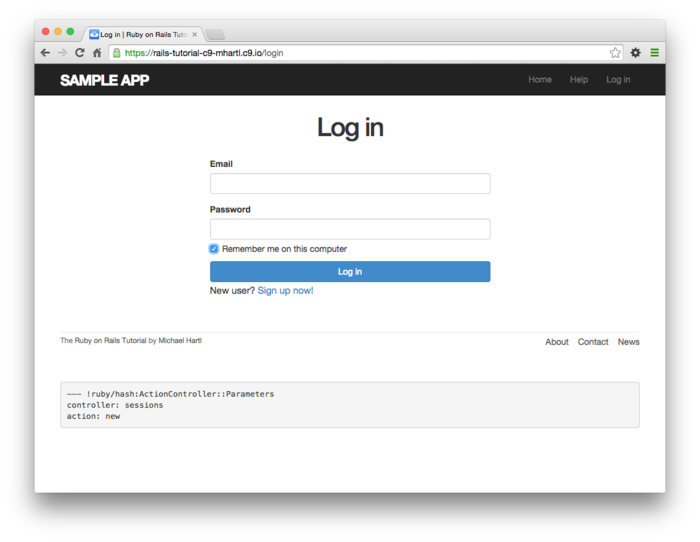 Log in | Ruby on Rails Tuto
https://rails-tutorial-c9-mhartl.c9.io/login
SAMPLE APP
Home Help Log in
Log in
Email
Password
Remember me on this computer
Log in
New user? Sign up now!
The Ruby on Rails Tutorial by Michael Hartl
About Contact News
--- !ruby/hash:ActionController::Parameters
controller: sessions
action: new